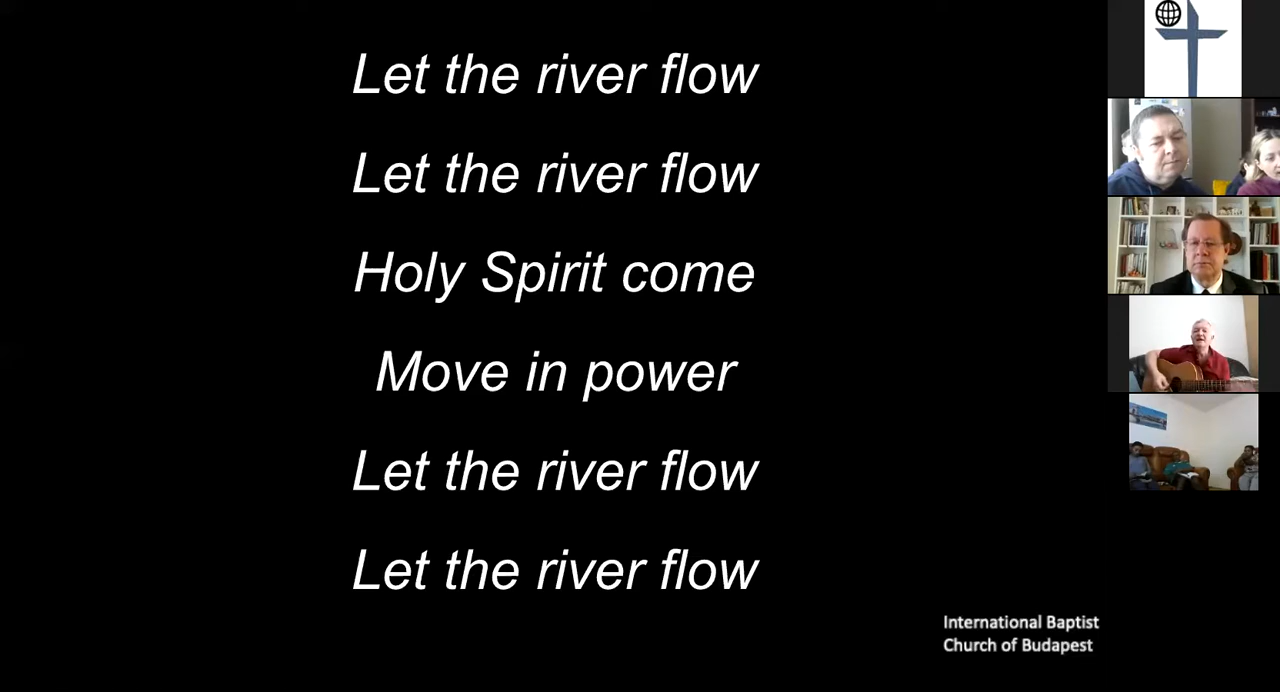 Let the river flow
Let the river flow
Holy Spirit come
Move in power
Let the river flow
Let the river flow
International Baptist
Church of Budapest